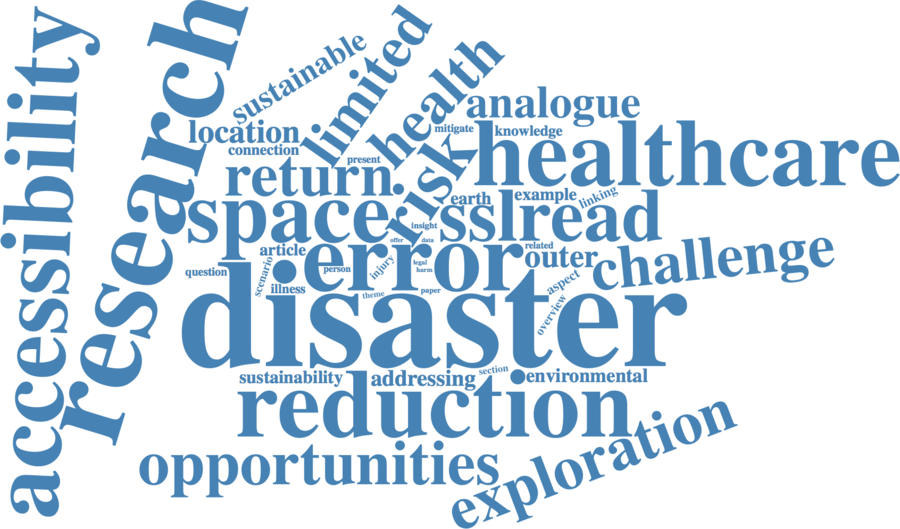 accessibility
research
sustainable
limited
health
analogue
location
mitigate
knowledge
connection
present
healthcare
return.
risk
earth
example
linking
space
sslread
insight
offer
data
related
article
error
outer
challenge
question
scenario
person
injury
legal
harm
aspect
illness
theme
paper
disaster
overview
section
sustainability
addressing
environmental
reduction
opportunities
exploration